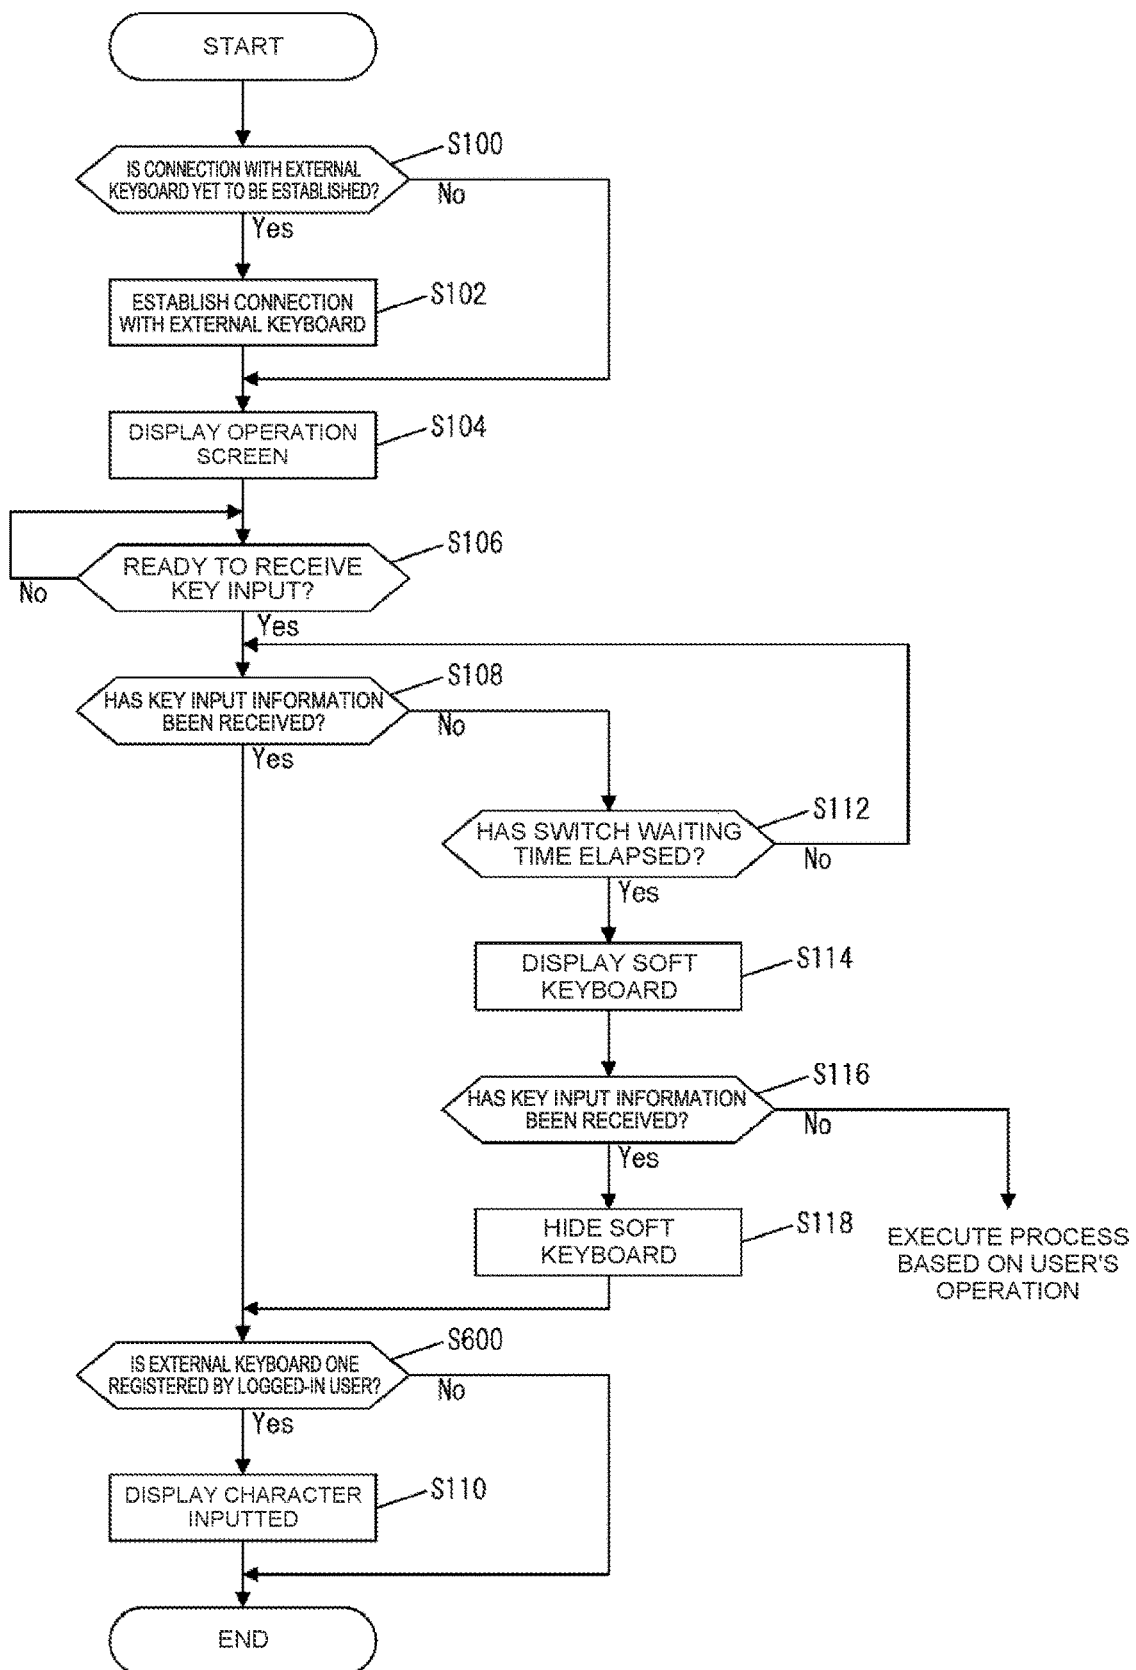 START
S100
IS CONNECTION WITH EXTERNAL
KEYBOARD YET TO BE ESTABLISHED?
No
Yes
S102
ESTABLISH CONNECTION
WITH EXTERNAL KEYBOARD
S104
DISPLAY OPERATION
SCREEN
S106
READY TO RECEIVE
KEY INPUT?
No
Yes
S108
HAS KEY INPUT INFORMATION
BEEN RECEIVED?
No
Yes
S112
HAS SWITCH WAITING
TIME ELAPSED?
No
Yes
S114
DISPLAY SOFT
KEYBOARD
S116
HAS KEY INPUT INFORMATION
BEEN RECEIVED?
No
Yes
S118
HIDE SOFT
KEYBOARD
EXECUTE PROCESS
BASED ON USER'S
OPERATION
S600
IS EXTERNAL KEYBOARD ONE
REGISTERED BY LOGGED-IN USER?
No
Yes
S110
DISPLAY CHARACTER
INPUTTED
END